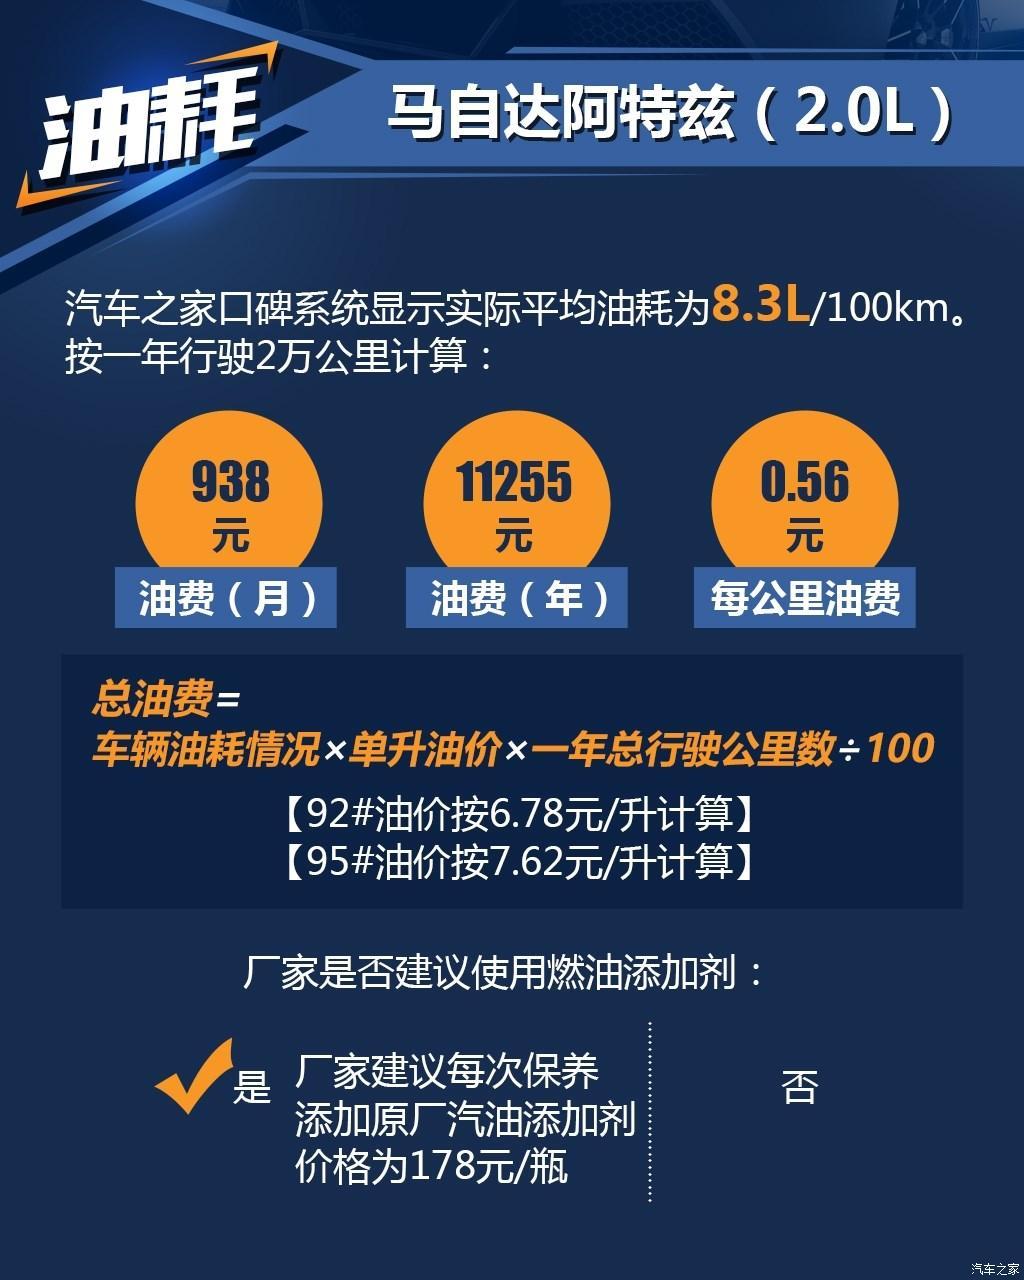 油耗
马自达阿特兹（2.0L）
汽车之家口碑系统显示实际平均油耗为8.3L/100km。
按一年行驶2万公里计算：
938
元
油费（月）
11255
元
油费（年）
0.56
元
每公里油费
总油费=
车辆油耗情况×单升油价×一年总行驶公里数÷100
【92#油价按6.78元/升计算】
【95#油价按7.62元/升计算】
厂家是否建议使用燃油添加剂：
是
厂家建议每次保养
添加原厂汽油添加剂
价格为178元/瓶
否
汽车之家